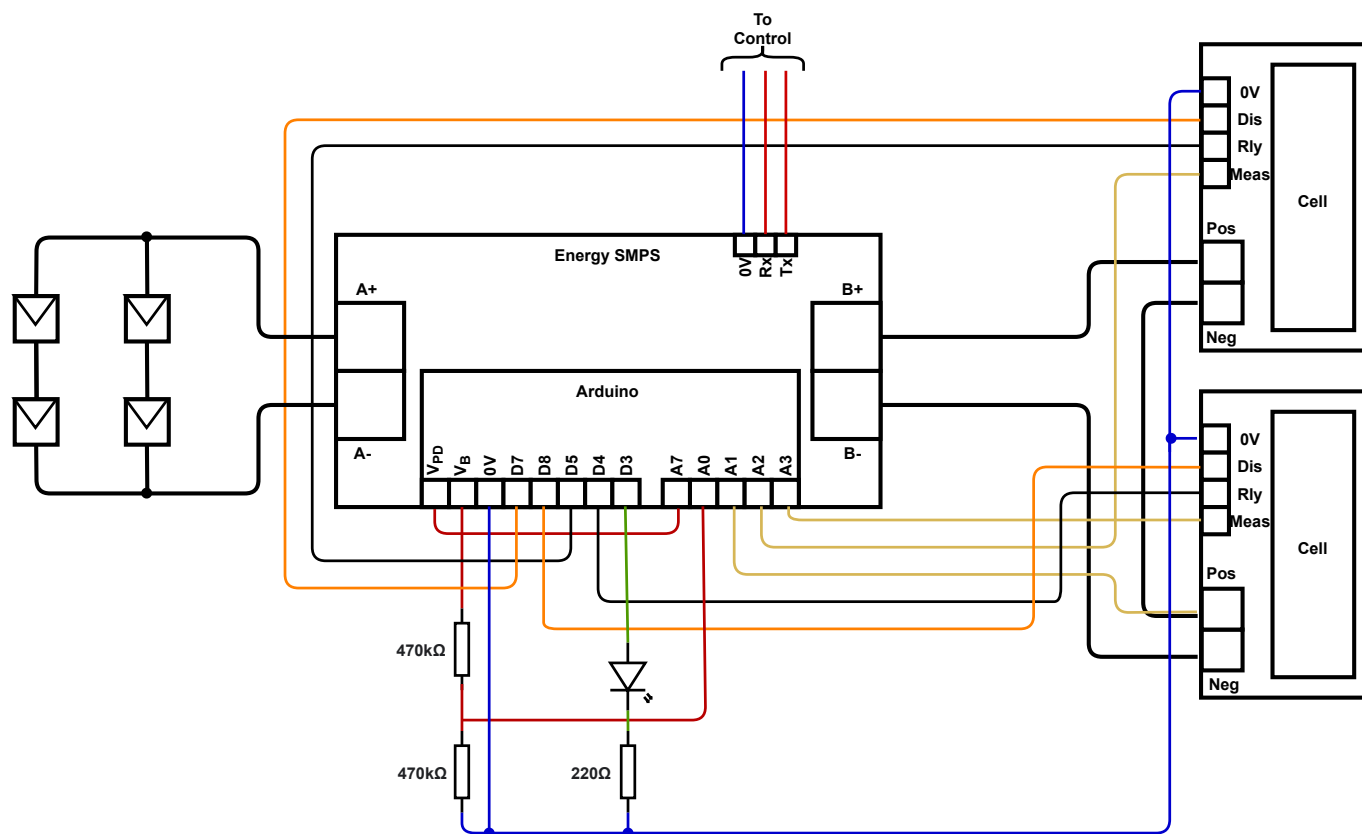 To
Control
0V
Dis
Rly
Meas
Cell
Pos
Neg
Energy SMPS
0V
Rx
Tx
A+
B+
Arduino
A-
B-
VPD
VB
0V
D7
D8
D5
D4
D3
A7
A0
A1
A2
A3
0V
Dis
Rly
Meas
Cell
Pos
Neg
470kΩ
470kΩ
220Ω